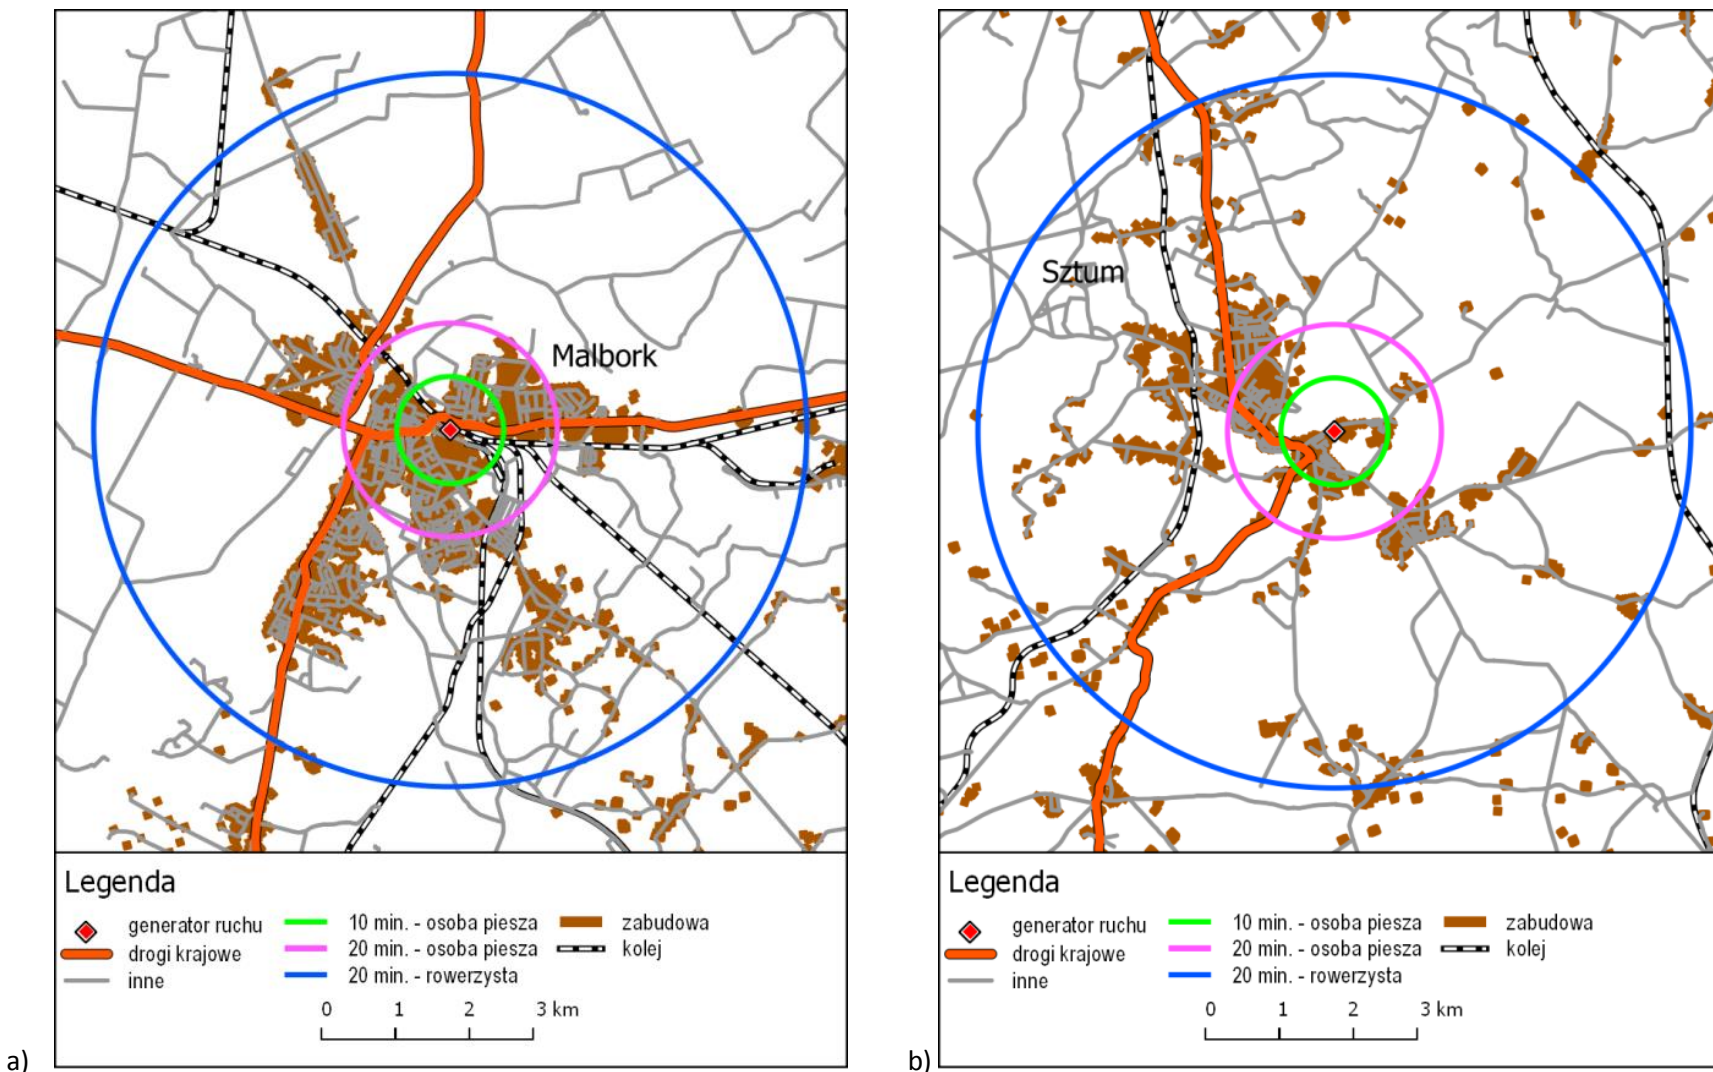 Malbork
Legenda
generator ruchu
drogi krajowe
inne
10 min. - osoba piesza
20 min. - osoba piesza
20 min. - rowerzysta
zabudowa
kolej
0 1 2 3 km
a)
Sztum
Legenda
generator ruchu
drogi krajowe
inne
10 min. - osoba piesza
20 min. - osoba piesza
20 min. - rowerzysta
zabudowa
kolej
0 1 2 3 km
b)